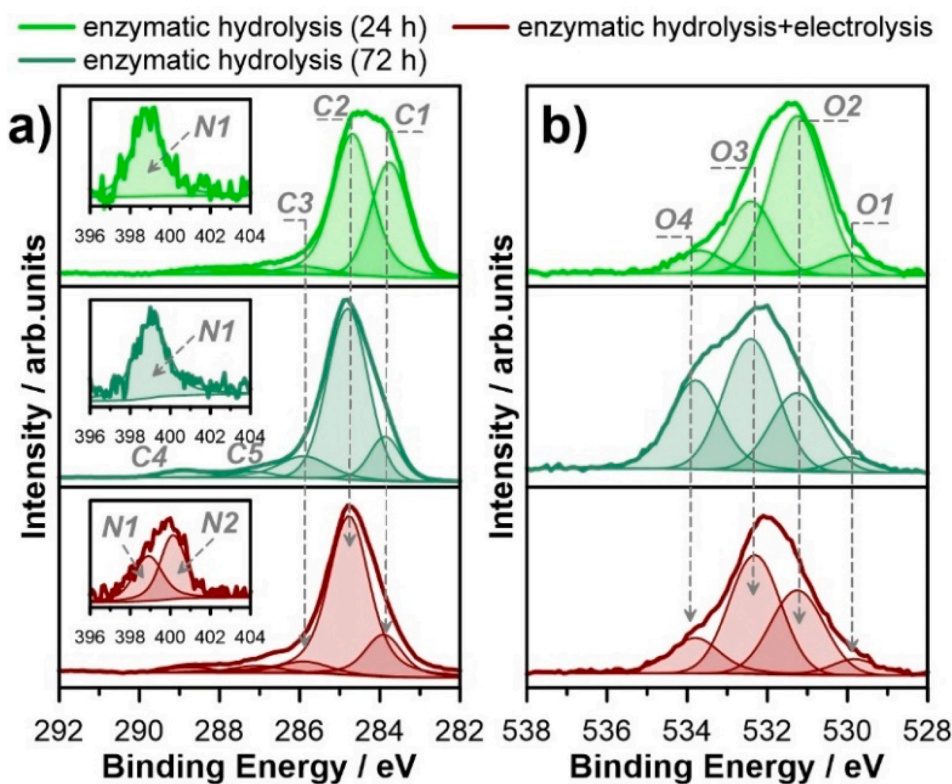 enzymatic hydrolysis (24 h)
enzymatic hydrolysis+electrolysis
enzymatic hydrolysis (72 h)
a)
N1
C2
C1
C3
396 398 400 402 404
N1
C4
C5
396 398 400 402 404
N1
N2
396 398 400 402 404
292 290 288 286 284 282
Binding Energy / eV
Intensity / arb.units
b)
O2
O3
O4
O1
538 536 534 532 530 528
Binding Energy / eV
Intensity / arb.units